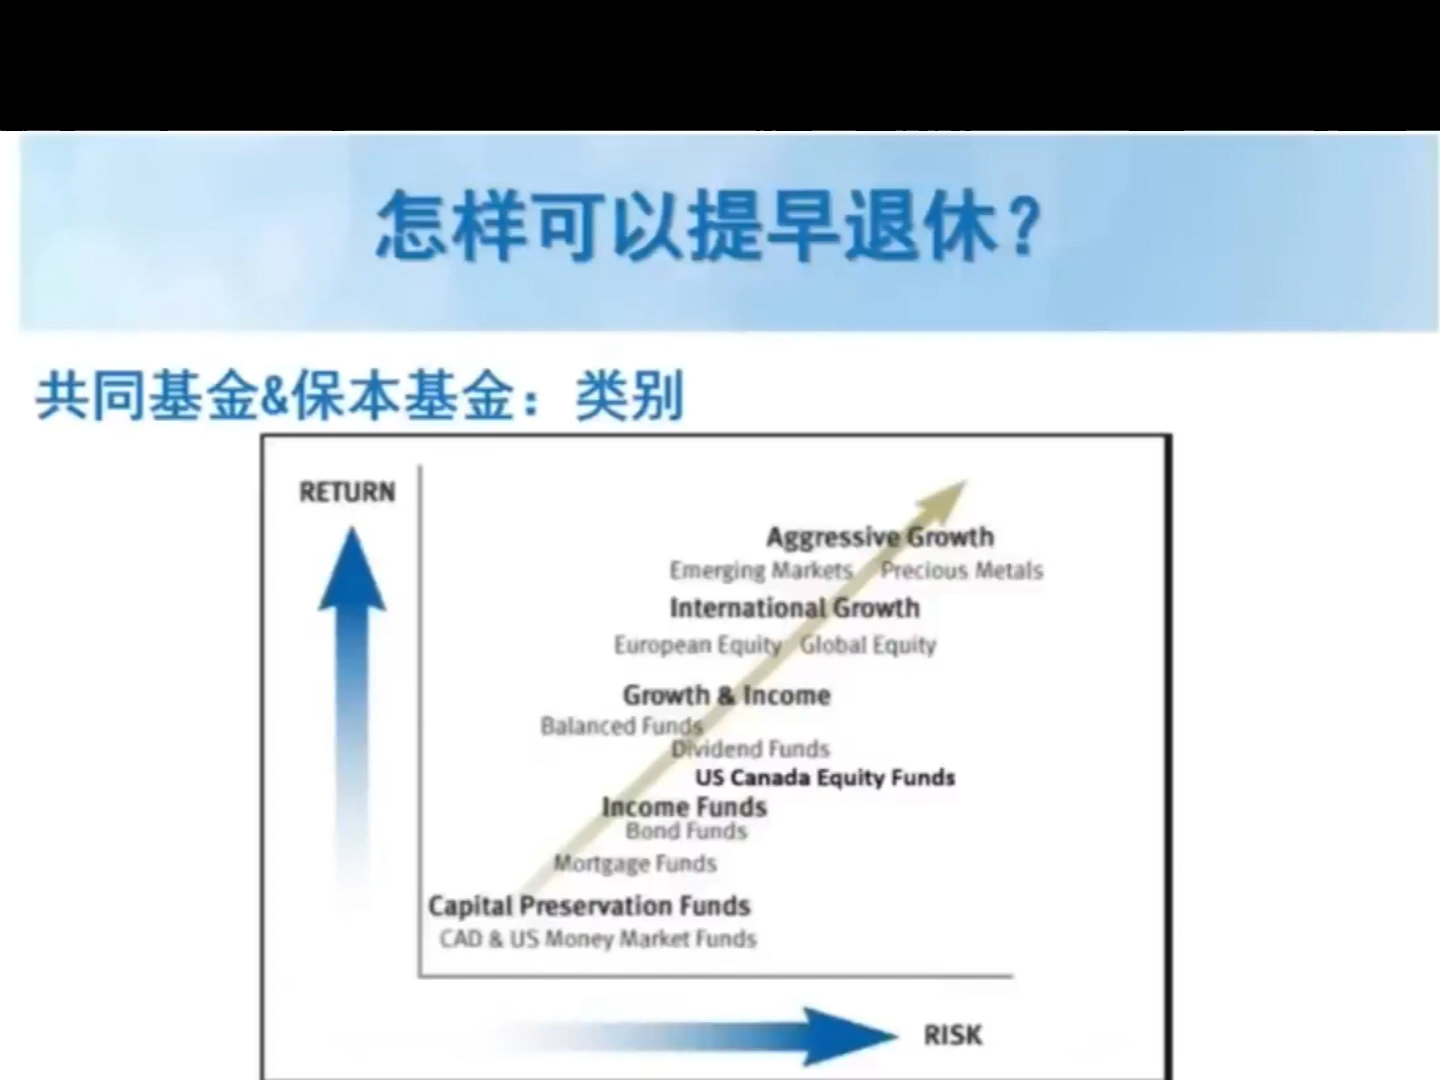 怎样可以提早退休？
共同基金&保本基金：类别
RETURN
Aggressive Growth
Emerging Markets Precious Metals
International Growth
European Equity Global Equity
Growth & Income
Balanced Funds
Dividend Funds
US Canada Equity Funds
Income Funds
Bond Funds
Mortgage Funds
Capital Preservation Funds
CAD & US Money Market Funds
RISK